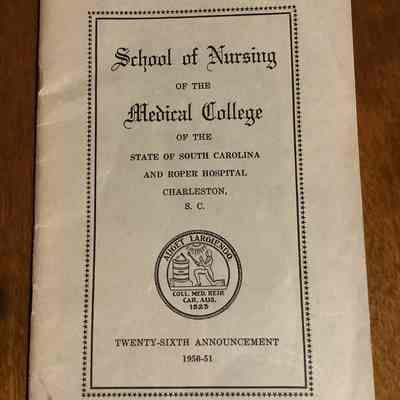 School of Nursing
OF THE
Medical College
OF THE
STATE OF SOUTH CAROLINA
AND ROPER HOSPITAL
CHARLESTON,
S. C.
AUGET LARGIENDO
COLL. MED. REIP.
CAR. AUS.
1823
TWENTY-SIXTH ANNOUNCEMENT
1950-51